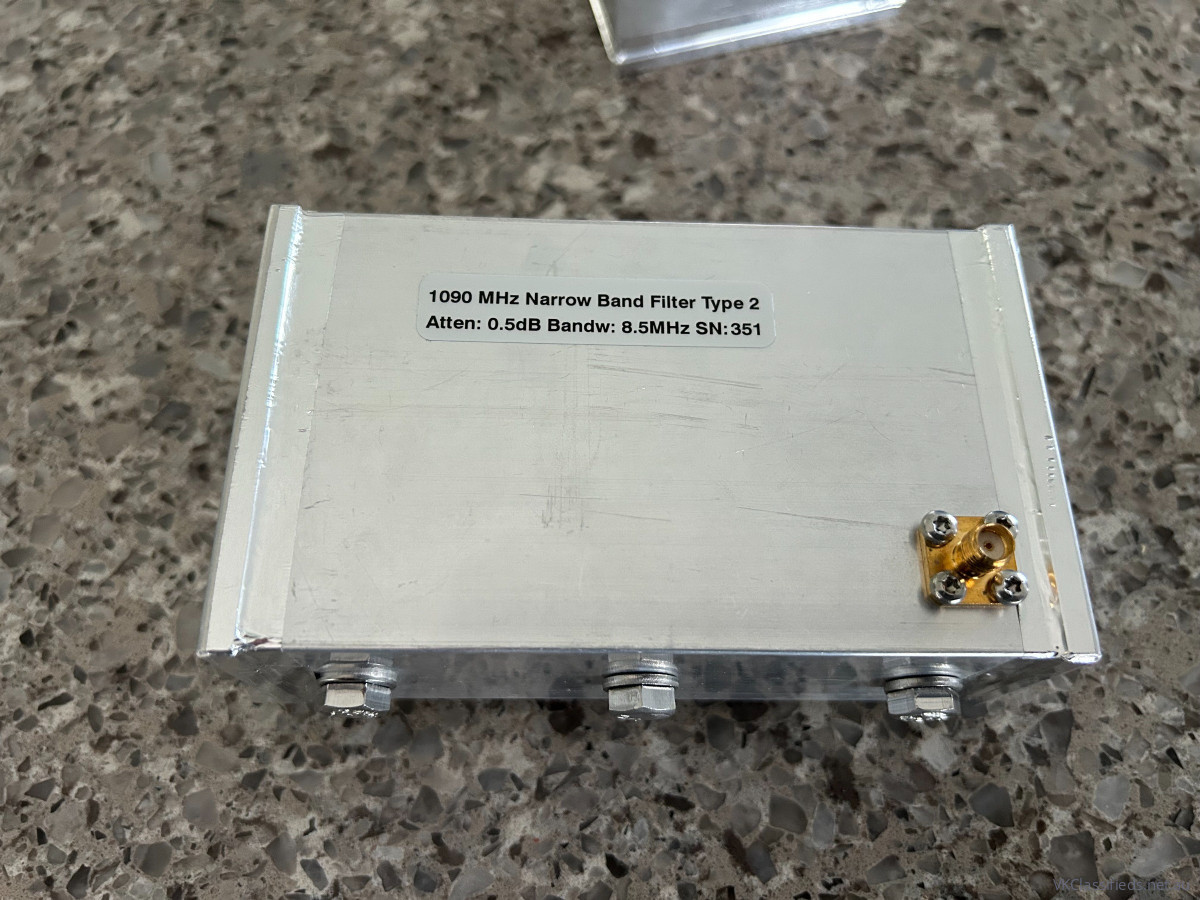 1090 MHz Narrow Band Filter Type 2
Atten: 0.5dB Bandw: 8.5MHz SN:351